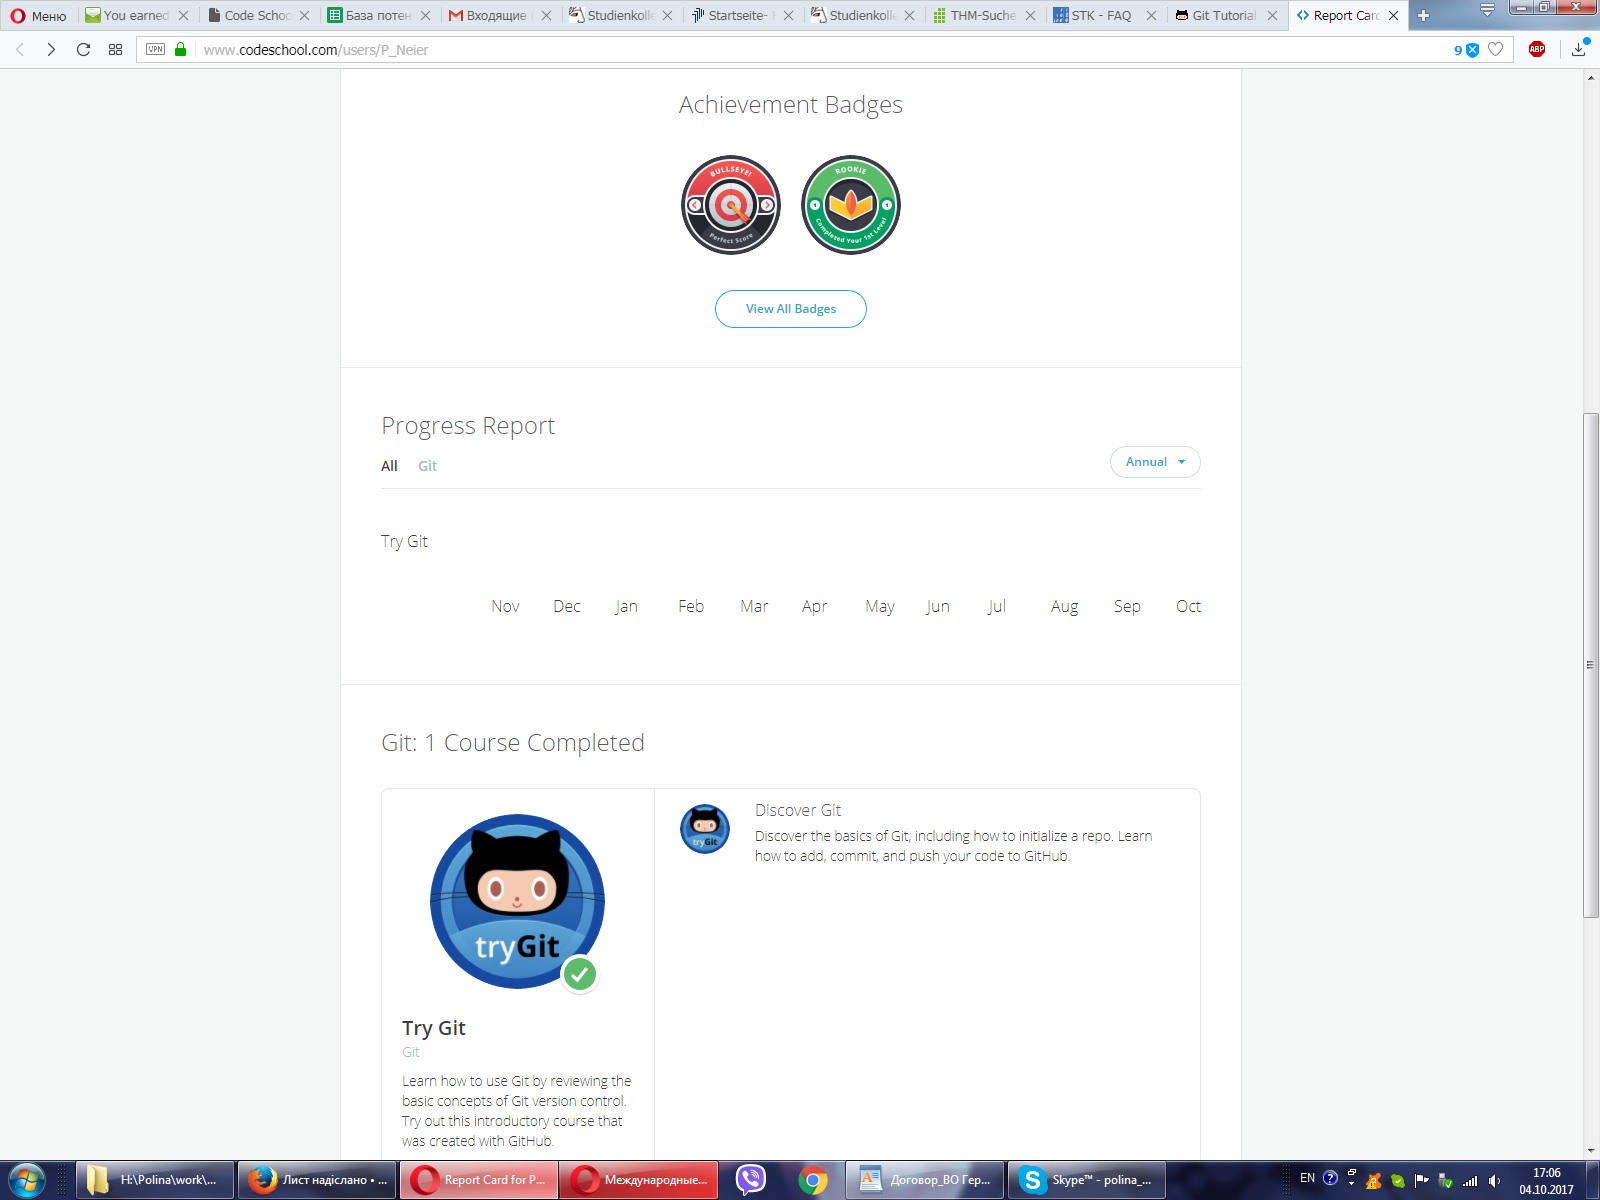 Меню
You earned
Code Schoo
База потен
Входящие
Studienkolle
Startseite-
Studienkolle
THM-Suche
STK - FAQ
Git Tutorial
Report Card
VPN
www.codeschool.com/users/P_Neier
9
ABP
Achievement Badges
BULLSEYE!
Perfect Score
ROOKIE
1
1
Completed Your 1st Level
View All Badges
Progress Report
All
Git
Annual
Try Git
Nov Dec Jan Feb Mar Apr May Jun Jul Aug Sep Oct
Git: 1 Course Completed
tryGit
Try Git
Git
Learn how to use Git by reviewing the
basic concepts of Git version control.
Try out this introductory course that
was created with GitHub.
tryGit
Discover Git
Discover the basics of Git, including how to initialize a repo. Learn
how to add, commit, and push your code to GitHub.
H:\Polina\work\...
Лист надіслано • ...
Report Card for P...
Международные...
Договор_ВО Гер...
Skype™ - polina_...
EN
17:06
04.10.2017